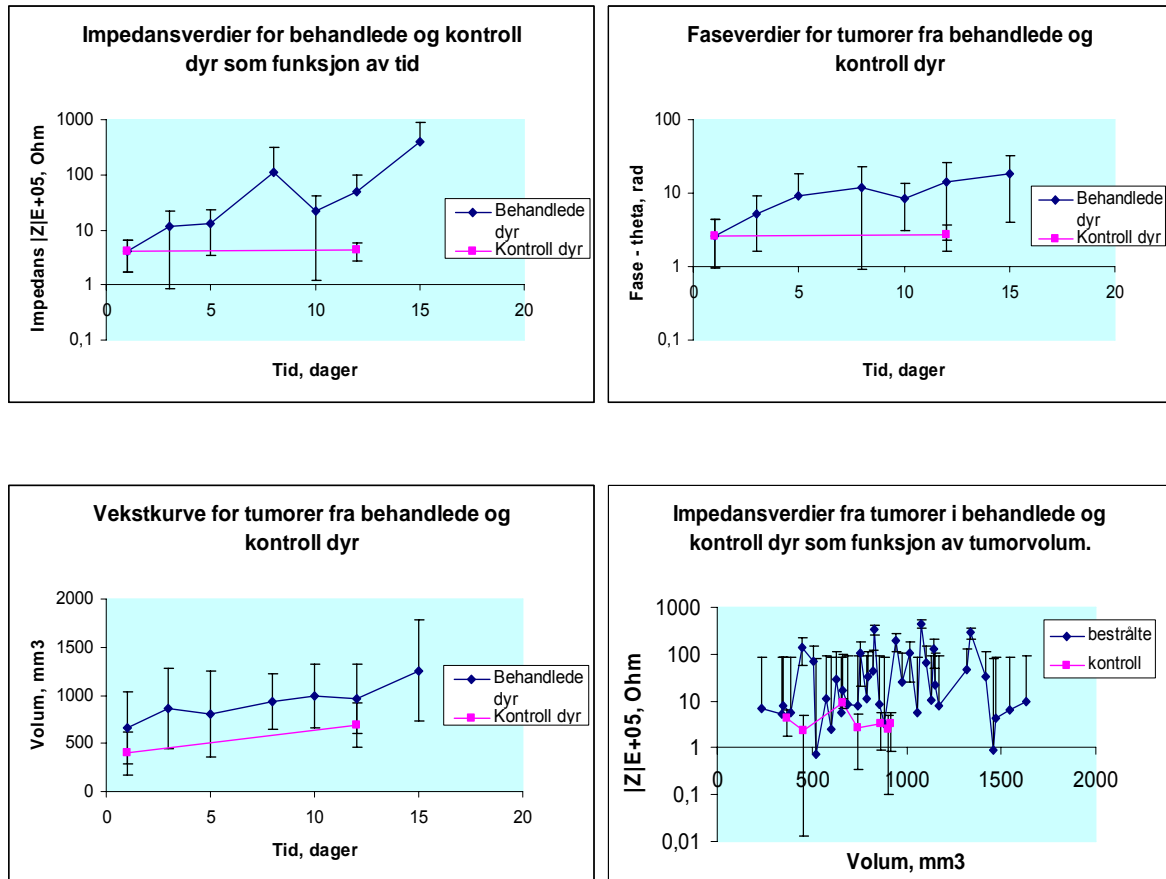 Impedansverdier for behandlede og kontroll
dyr som funksjon av tid
1000
100
10
1
0,1
0
5
10
15
20
Impedans |Z|E+05, Ohm
Tid, dager
Behandlede
dyr
Kontroll dyr
Faseverdier for tumorer fra behandlede og
kontroll dyr
100
10
1
0
5
10
15
20
Fase - theta, rad
Tid, dager
Behandlede
dyr
Kontroll dyr
Vekstkurve for tumorer fra behandlede og
kontroll dyr
2000
1500
1000
500
0
0
5
10
15
20
Volum, mm3
Tid, dager
Behandlede
dyr
Kontroll dyr
Impedansverdier fra tumorer i behandlede og
kontroll dyr som funksjon av tumorvolum.
1000
100
10
1
0,1
0,01
0
500
1000
1500
2000
|Z|E+05, Ohm
Volum, mm3
bestrålte
kontroll